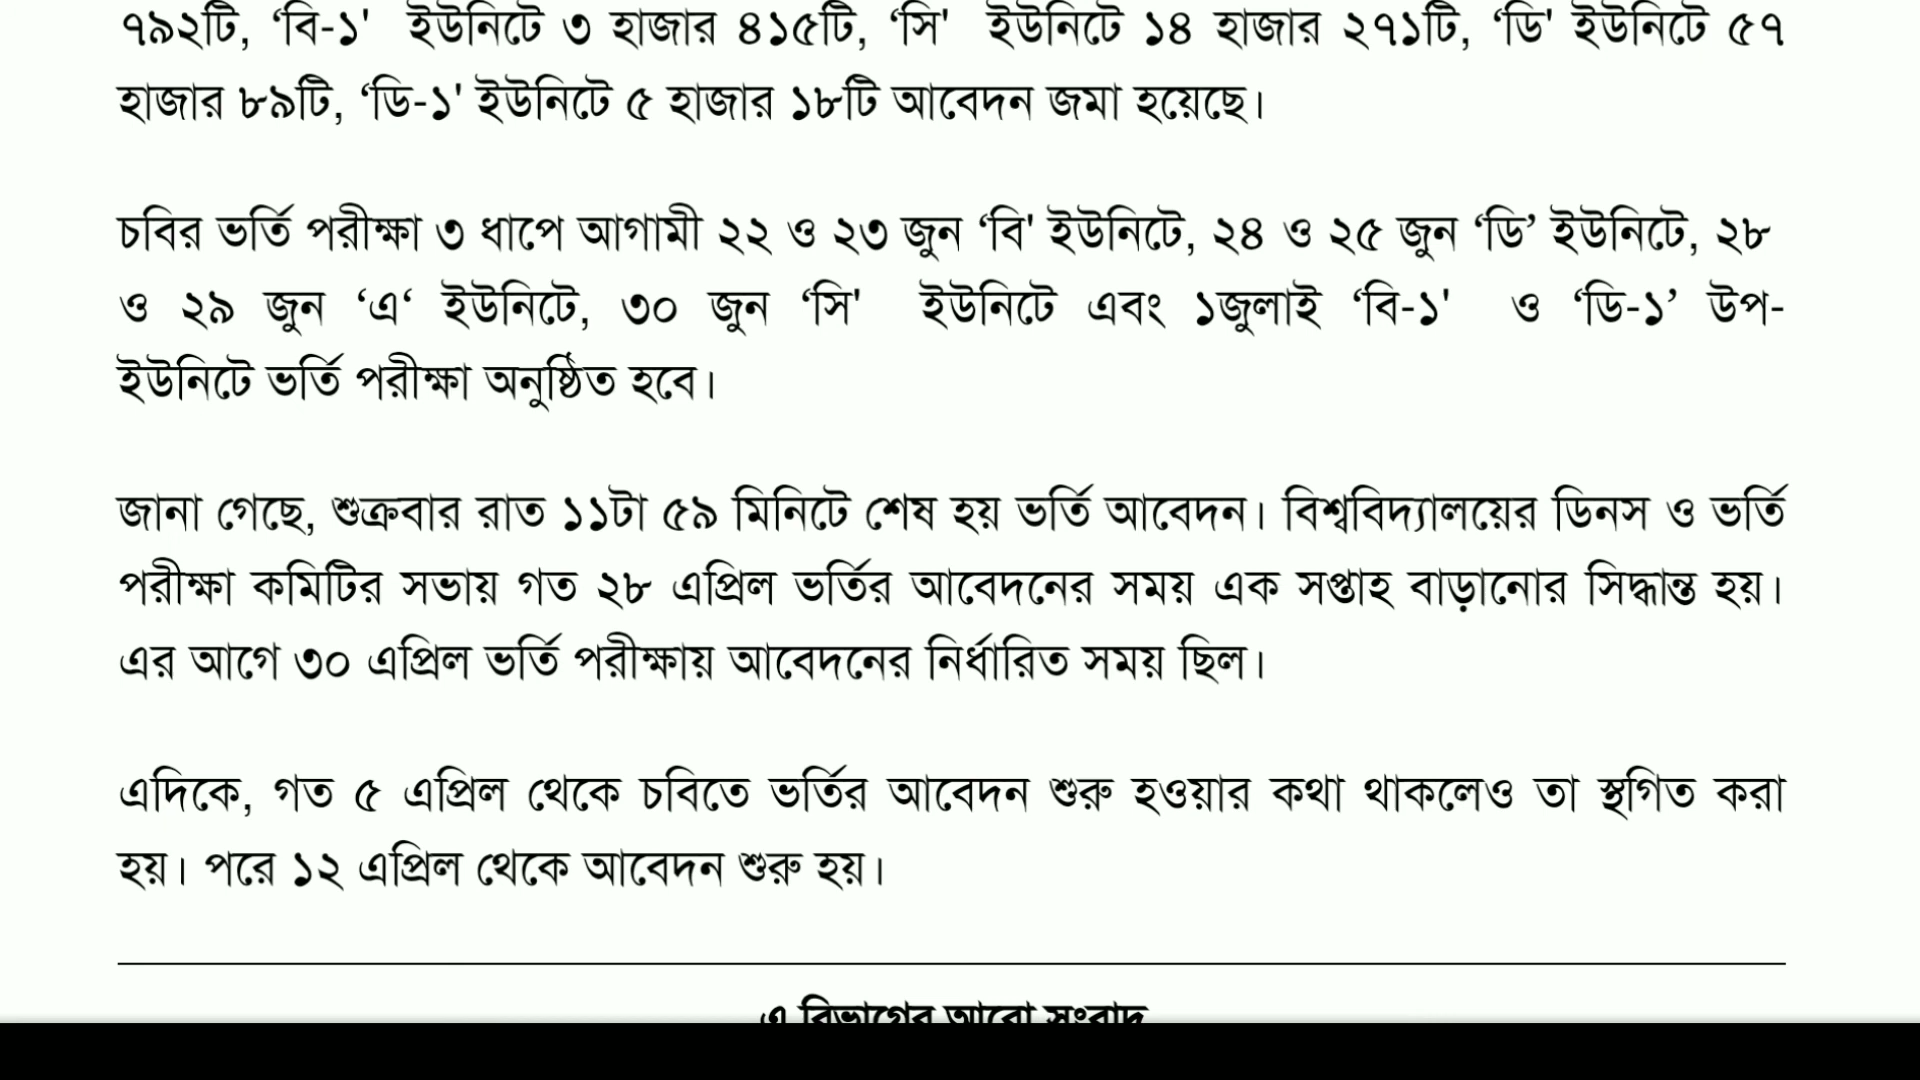 ৭৯২টি, ‘বি-১' ইউনিটে ৩ হাজার ৪১৫টি, ‘সি' ইউনিটে ১৪ হাজার ২৭১টি, ‘ডি' ইউনিটে ৫৭
হাজার ৮৯টি, ‘ডি-১' ইউনিটে ৫ হাজার ১৮টি আবেদন জমা হয়েছে।
চবির ভর্তি পরীক্ষা ৩ ধাপে আগামী ২২ ও ২৩ জুন ‘বি' ইউনিটে, ২৪ ও ২৫ জুন ‘ডি’ ইউনিটে, ২৮
ও ২৯ জুন ‘এ‘ ইউনিটে, ৩০ জুন ‘সি' ইউনিটে এবং ১জুলাই ‘বি-১' ও ‘ডি-১’ উপ-
ইউনিটে ভর্তি পরীক্ষা অনুষ্ঠিত হবে।
জানা গেছে, শুক্রবার রাত ১১টা ৫৯ মিনিটে শেষ হয় ভর্তি আবেদন। বিশ্ববিদ্যালয়ের ডিনস ও ভর্তি
পরীক্ষা কমিটির সভায় গত ২৮ এপ্রিল ভর্তির আবেদনের সময় এক সপ্তাহ বাড়ানোর সিদ্ধান্ত হয়।
এর আগে ৩০ এপ্রিল ভর্তি পরীক্ষায় আবেদনের নির্ধারিত সময় ছিল।
এদিকে, গত ৫ এপ্রিল থেকে চবিতে ভর্তির আবেদন শুরু হওয়ার কথা থাকলেও তা স্থগিত করা
হয়। পরে ১২ এপ্রিল থেকে আবেদন শুরু হয়।
এ বিভাগের আরো সংবাদ